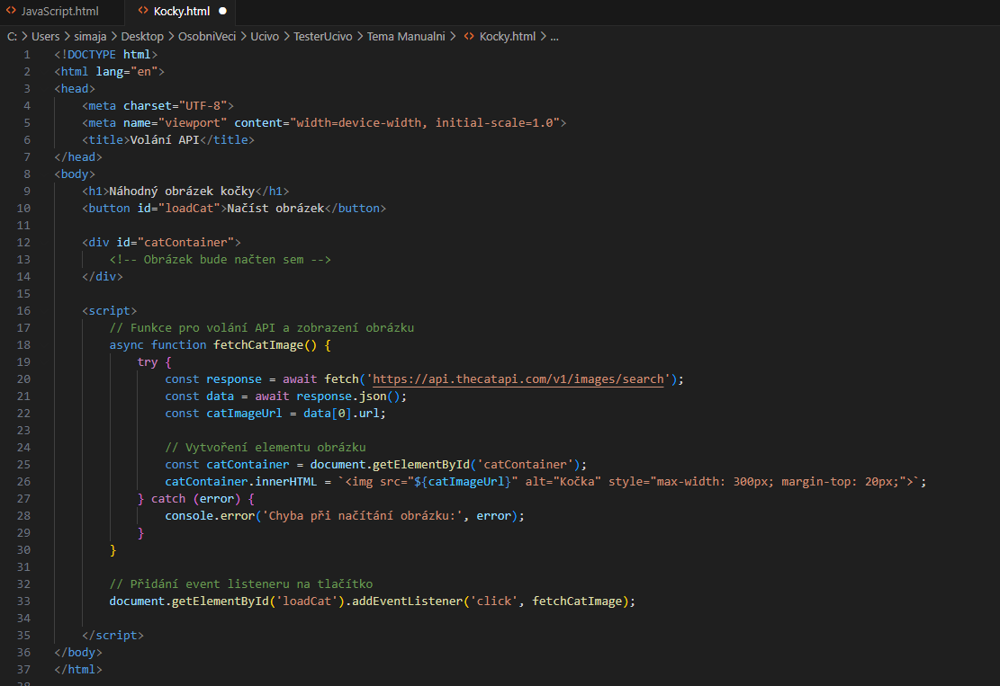 JavaScript.html Kocky.html
C: > Users > simaja > Desktop > OsobniVeci > Ucivo > TesterUcivo > Tema Manualni > Kocky.html > ...
1 <!DOCTYPE html>
2 <html lang="en">
3 <head>
4 <meta charset="UTF-8">
5 <meta name="viewport" content="width=device-width, initial-scale=1.0">
6 <title>Volání API</title>
7 </head>
8 <body>
9 <h1>Náhodný obrázek kočky</h1>
10 <button id="loadCat">Načíst obrázek</button>
11
12 <div id="catContainer">
13 <!-- Obrázek bude načten sem -->
14 </div>
15
16 <script>
17 // Funkce pro volání API a zobrazení obrázku
18 async function fetchCatImage() {
19 try {
20 const response = await fetch('https://api.thecatapi.com/v1/images/search');
21 const data = await response.json();
22 const catImageUrl = data[0].url;
23
24 // Vytvoření elementu obrázku
25 const catContainer = document.getElementById('catContainer');
26 catContainer.innerHTML = `<img src="${catImageUrl}" alt="Kočka" style="max-width: 300px; margin-top: 20px;">`;
27 } catch (error) {
28 console.error('Chyba při načítání obrázku:', error);
29 }
30 }
31
32 // Přidání event listeneru na tlačítko
33 document.getElementById('loadCat').addEventListener('click', fetchCatImage);
34
35 </script>
36 </body>
37 </html>
38